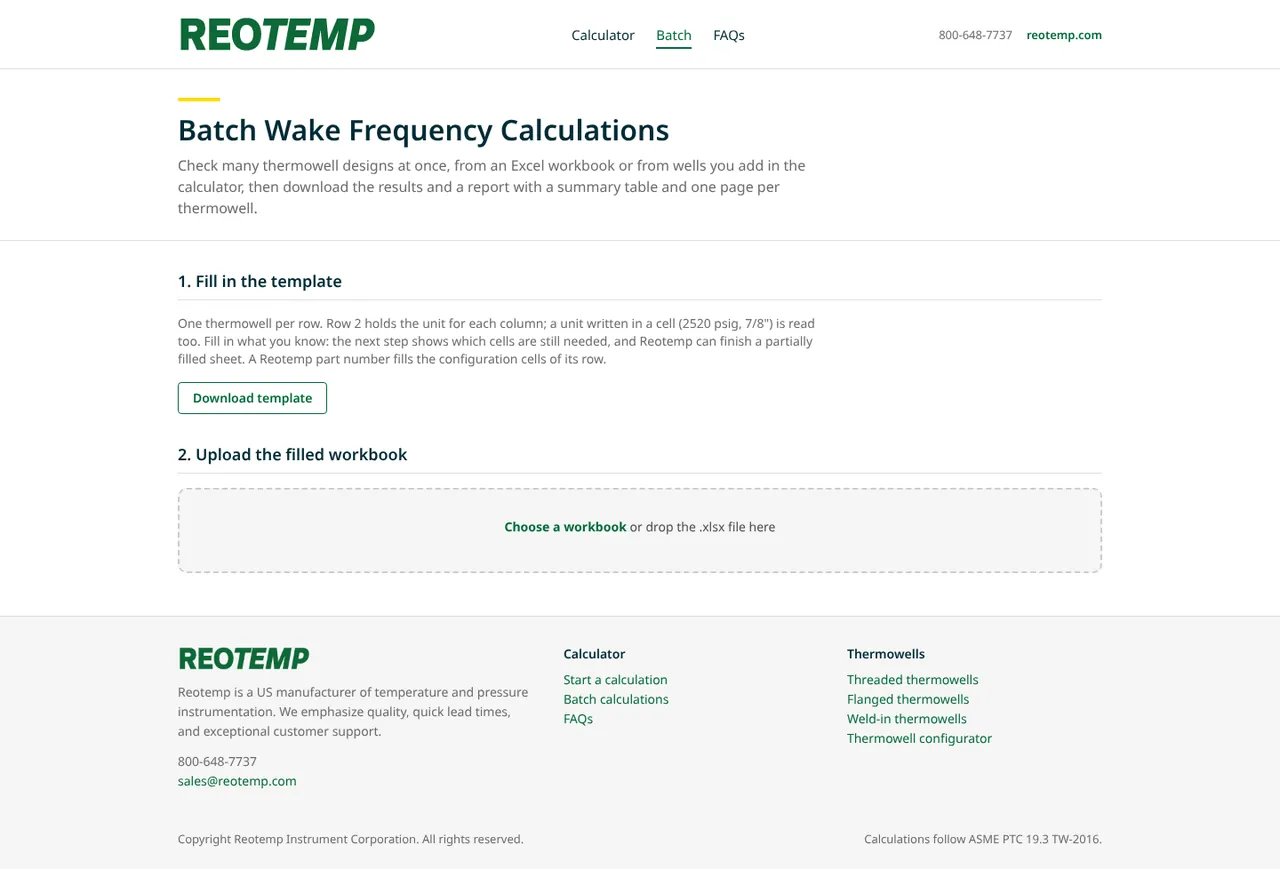 REOTEMP
Calculator Batch FAQs
800-648-7737 reotemp.com
Batch Wake Frequency Calculations
Check many thermowell designs at once, from an Excel workbook or from wells you add in the
calculator, then download the results and a report with a summary table and one page per
thermowell.
1. Fill in the template
One thermowell per row. Row 2 holds the unit for each column; a unit written in a cell (2520 psig, 7/8") is read
too. Fill in what you know: the next step shows which cells are still needed, and Reotemp can finish a partially
filled sheet. A Reotemp part number fills the configuration cells of its row.
Download template
2. Upload the filled workbook
Choose a workbook or drop the .xlsx file here
REOTEMP
Reotemp is a US manufacturer of temperature and pressure
instrumentation. We emphasize quality, quick lead times,
and exceptional customer support.
800-648-7737
sales@reotemp.com
Calculator
Start a calculation
Batch calculations
FAQs
Thermowells
Threaded thermowells
Flanged thermowells
Weld-in thermowells
Thermowell configurator
Copyright Reotemp Instrument Corporation. All rights reserved.
Calculations follow ASME PTC 19.3 TW-2016.